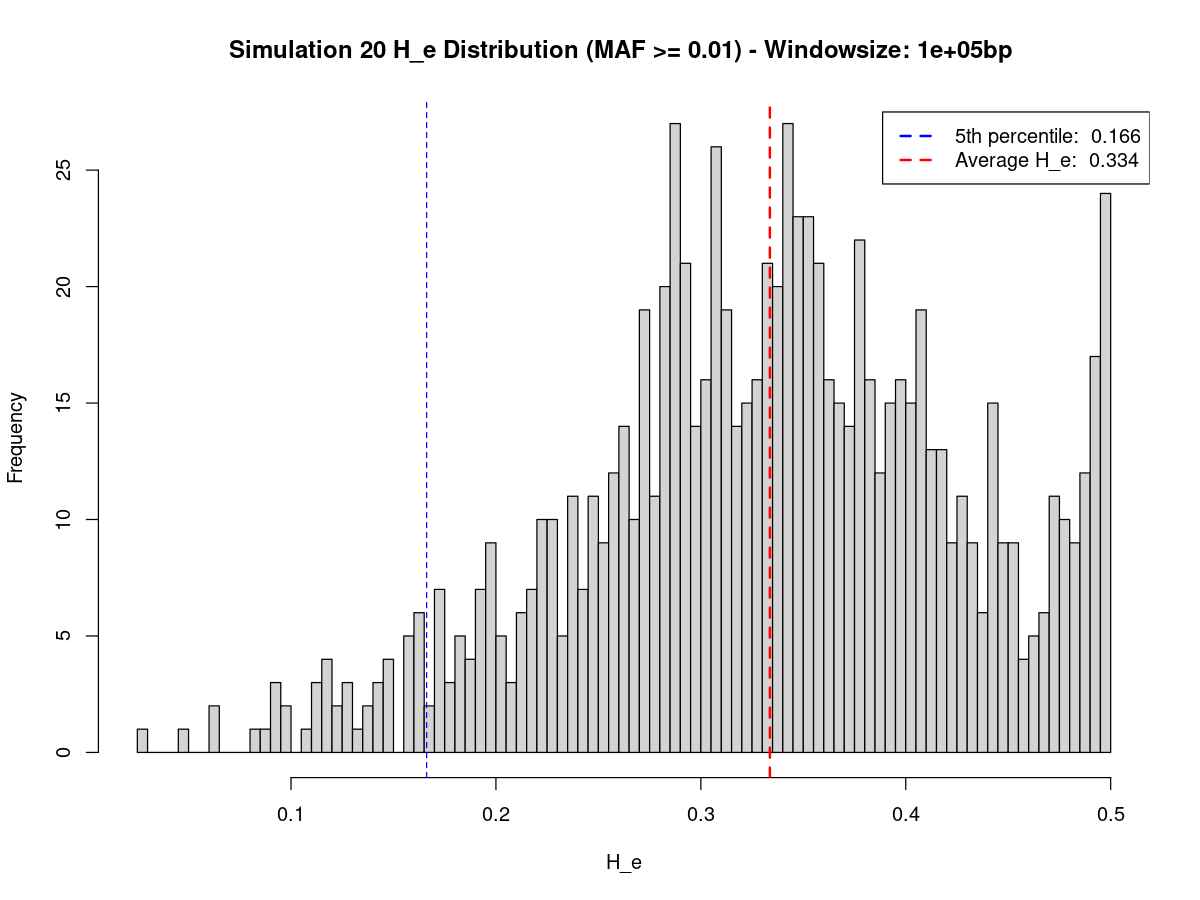 Simulation 20 H_e Distribution (MAF >= 0.01) - Windowsize: 1e+05bp
5th percentile:  0.166
Average H_e:  0.334
Frequency
25
20
15
10
5
0
0.1
0.2
0.3
0.4
0.5
H_e